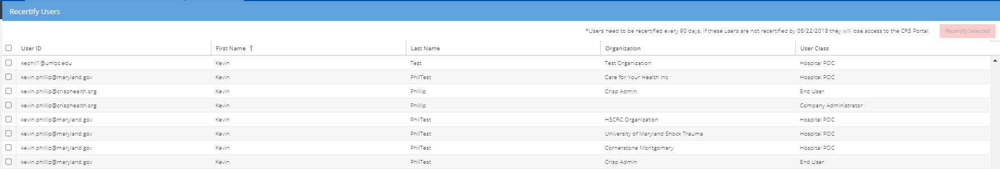 Recertify Users
*Users need to be recertified every 90 days. If these users are not recertified by 05/22/2018 they will lose access to the CRS Portal. Recertify Selected
User ID First Name ↑ Last Name Organization User Class
kephil1@umbc.edu Kevin Test Test Organization Hospital POC
kevin.phillip@maryland.gov Kevin PhilTest Care for Your Health Inc Hospital POC
kevin.phillip@crisphealth.org Kevin Phillip Crisp Admin End User
kevin.phillip@crisphealth.org Kevin Phillip Company Administrator
kevin.phillip@maryland.gov Kevin PhilTest HSCRC Organization Hospital POC
kevin.phillip@maryland.gov Kevin PhilTest University of Maryland Shock Trauma Hospital POC
kevin.phillip@maryland.gov Kevin PhilTest Cornerstone Montgomery Hospital POC
kevin.phillip@maryland.gov Kevin PhilTest Crisp Admin End User